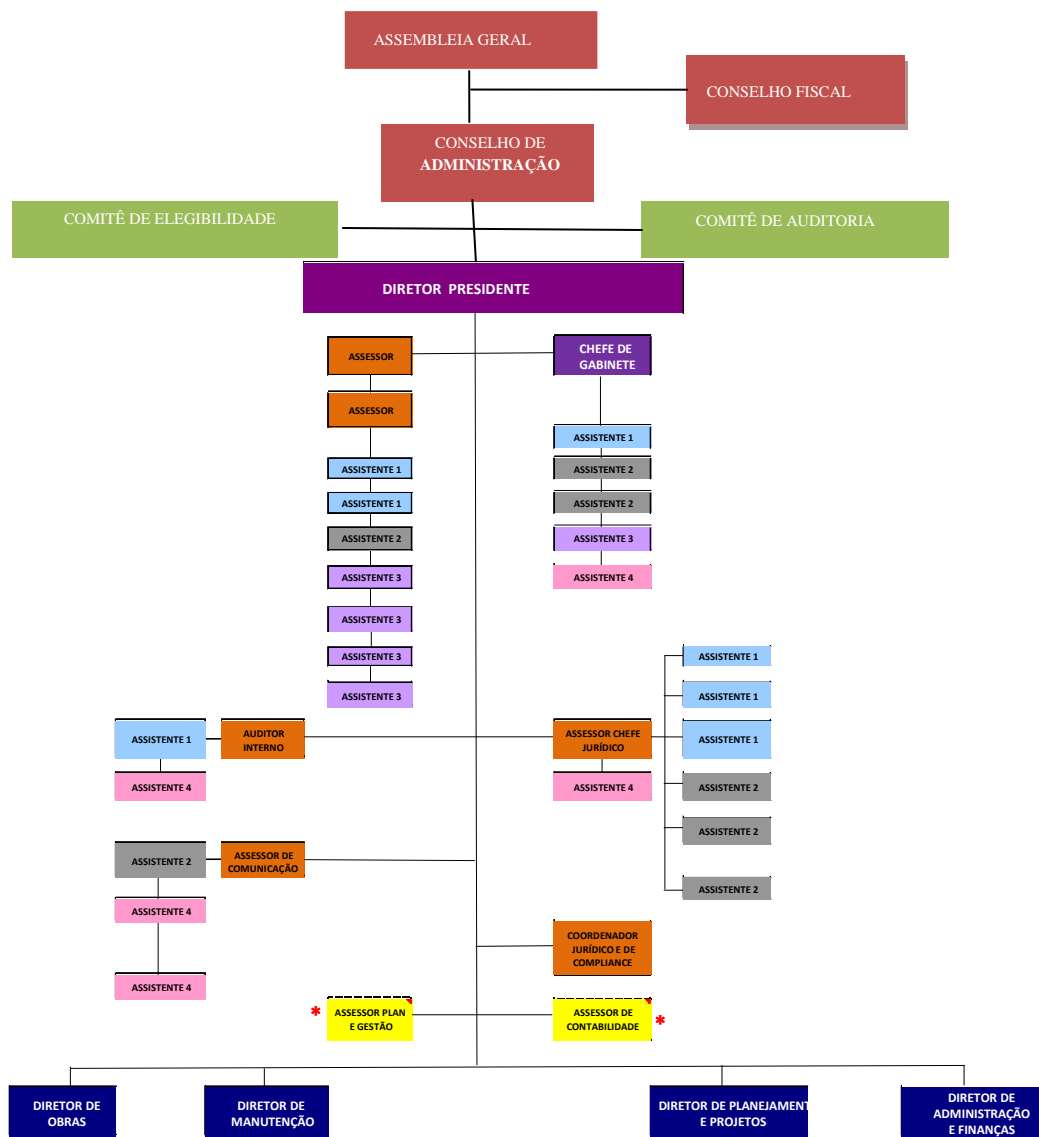 ASSEMBLEIA GERAL
CONSELHO FISCAL
CONSELHO DE
ADMINISTRAÇÃO
COMITÊ DE ELEGIBILIDADE
COMITÊ DE AUDITORIA
DIRETOR PRESIDENTE
ASSESSOR
CHEFE DE
GABINETE
ASSESSOR
ASSISTENTE 1
ASSISTENTE 1
ASSISTENTE 2
ASSISTENTE 3
ASSISTENTE 3
ASSISTENTE 3
ASSISTENTE 3
ASSISTENTE 1
ASSISTENTE 2
ASSISTENTE 2
ASSISTENTE 3
ASSISTENTE 4
ASSISTENTE 1
AUDITOR
INTERNO
ASSISTENTE 4
ASSESSOR CHEFE
JURÍDICO
ASSISTENTE 4
ASSISTENTE 1
ASSISTENTE 1
ASSISTENTE 1
ASSISTENTE 2
ASSISTENTE 2
ASSISTENTE 2
ASSISTENTE 2
ASSESSOR DE
COMUNICAÇÃO
ASSISTENTE 4
ASSISTENTE 4
COORDENADOR
JURÍDICO E DE
COMPLIANCE
* ASSESSOR PLAN
E GESTÃO
ASSESSOR DE
CONTABILIDADE *
DIRETOR DE
OBRAS
DIRETOR DE
MANUTENÇÃO
DIRETOR DE PLANEJAMENT
E PROJETOS
DIRETOR DE
ADMINISTRAÇÃO
E FINANÇAS